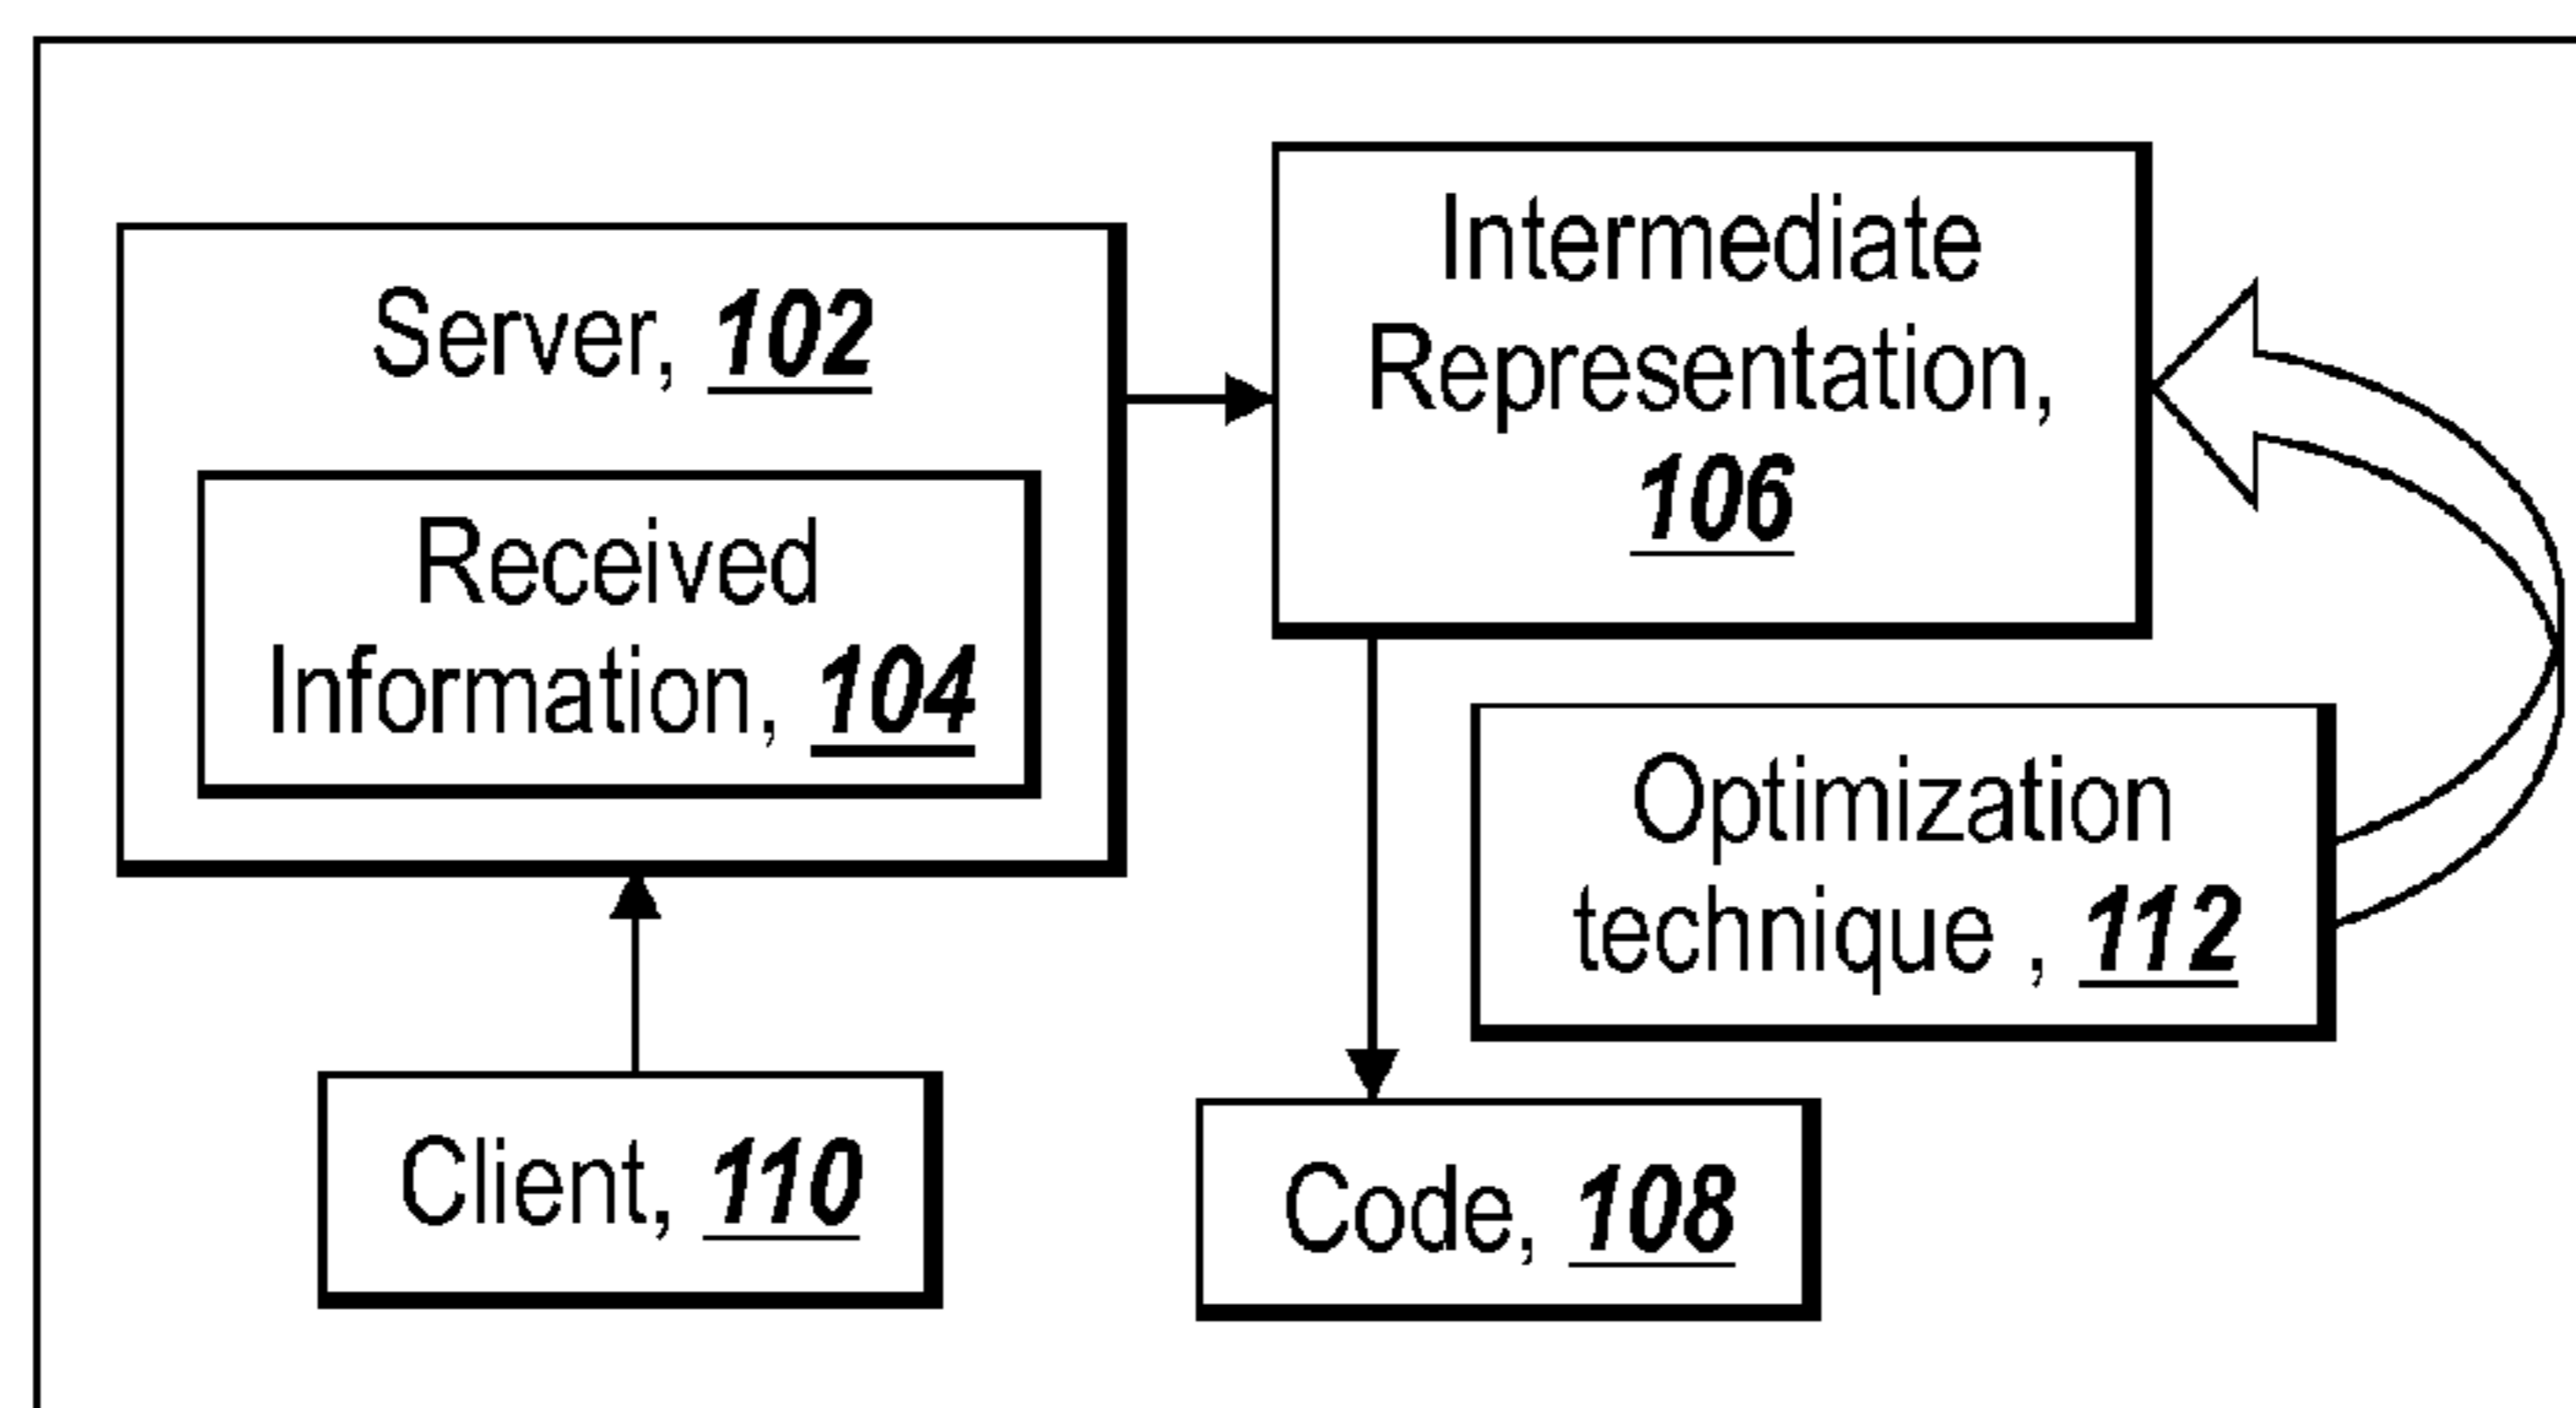 Server, 102
Received
Information, 104
Client, 110
Intermediate
Representation,
106
Optimization
technique , 112
Code, 108